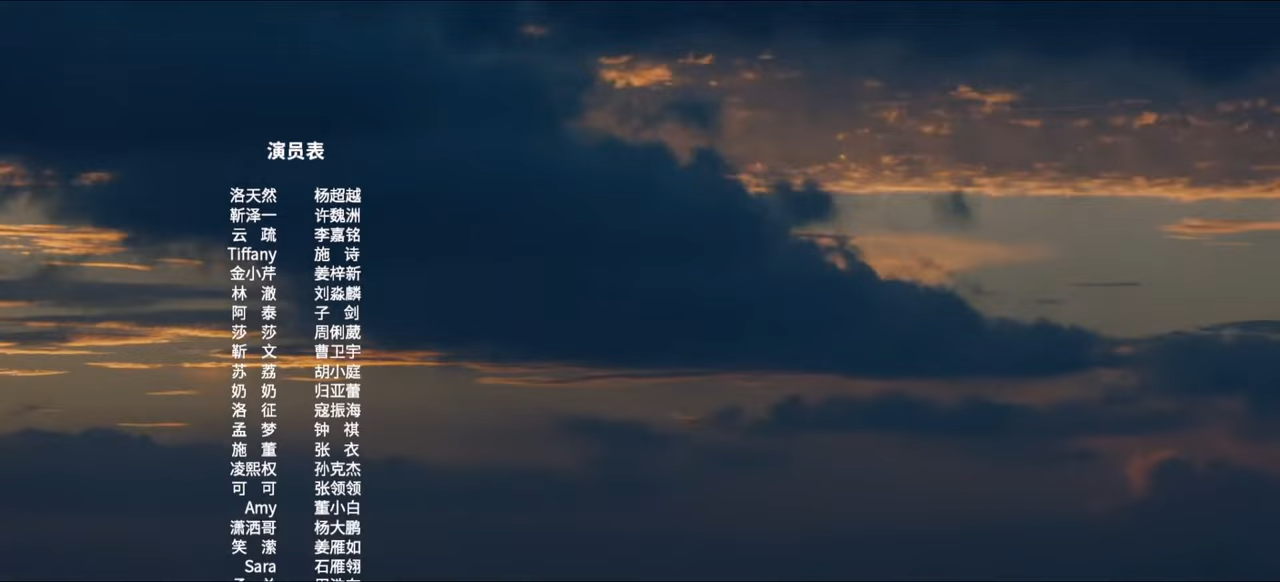 演员表
洛天然 杨超越
靳泽一 许魏洲
云 疏 李嘉铭
Tiffany 施 诗
金小芹 姜梓新
林 澈 刘淼麟
阿 泰 子 剑
莎 莎 周俐葳
靳 文 曹卫宇
苏 荔 胡小庭
奶 奶 归亚蕾
洛 征 寇振海
孟 梦 钟 祺
施 董 张 衣
凌熙权 孙克杰
可 可 张领领
Amy 董小白
潇洒哥 杨大鹏
笑 潆 姜雁如
Sara 石雁翎